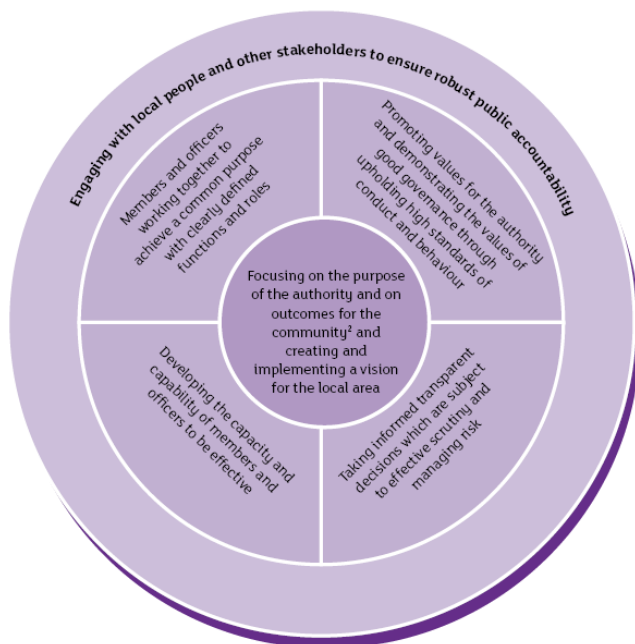 Engaging with local people and other stakeholders to ensure robust public accountability
Members and officers
working together to
achieve a common purpose
with clearly defined
functions and roles
Promoting values for the authority
and demonstrating the values of
good governance through
upholding high standards of
conduct and behaviour
Focusing on the purpose
of the authority and on
outcomes for the
community² and
creating and
implementing a vision
for the local area
Developing the capacity and
capability of members and
officers to be effective
Taking informed transparent
decisions which are subject
to effective scrutiny and
managing risk